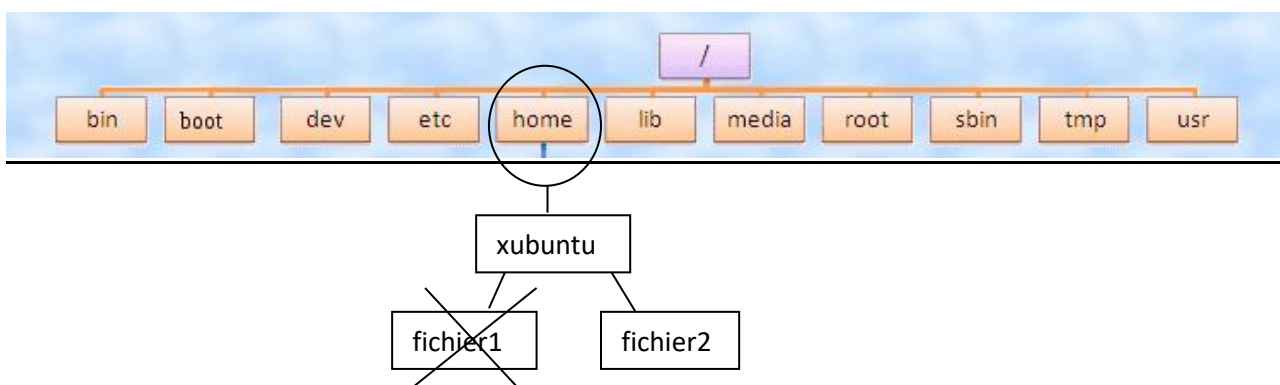 /
bin boot dev etc home lib media root sbin tmp usr
xubuntu
fichier1 fichier2